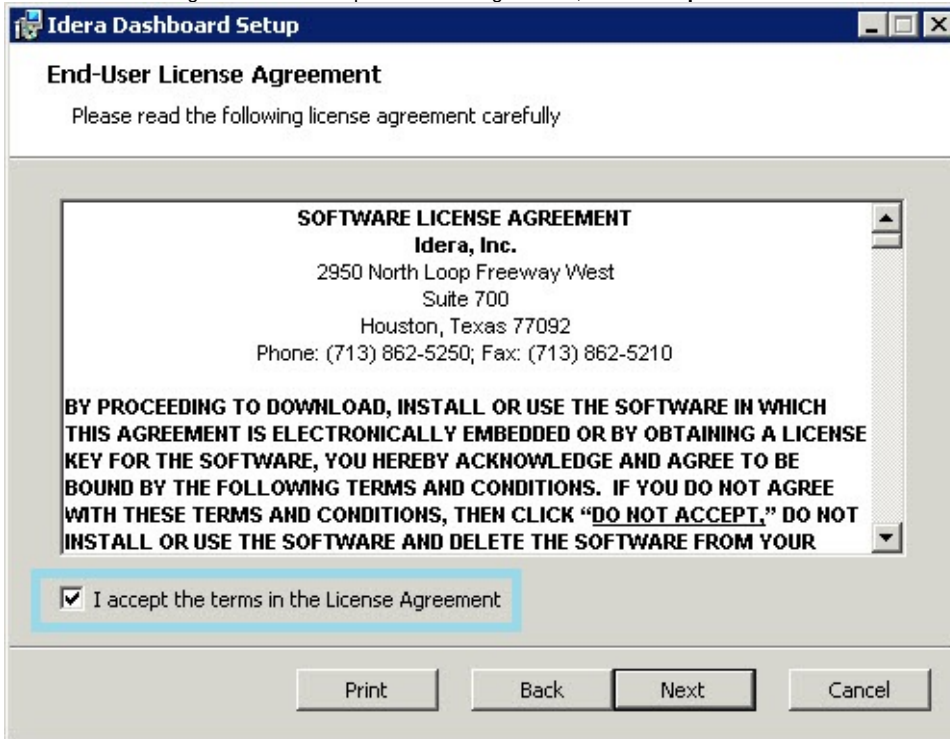 Idera Dashboard Setup
End-User License Agreement
Please read the following license agreement carefully
SOFTWARE LICENSE AGREEMENT
Idera, Inc.
2950 North Loop Freeway West
Suite 700
Houston, Texas 77092
Phone: (713) 862-5250; Fax: (713) 862-5210
BY PROCEEDING TO DOWNLOAD, INSTALL OR USE THE SOFTWARE IN WHICH
THIS AGREEMENT IS ELECTRONICALLY EMBEDDED OR BY OBTAINING A LICENSE
KEY FOR THE SOFTWARE, YOU HEREBY ACKNOWLEDGE AND AGREE TO BE
BOUND BY THE FOLLOWING TERMS AND CONDITIONS. IF YOU DO NOT AGREE
WITH THESE TERMS AND CONDITIONS, THEN CLICK “DO NOT ACCEPT,” DO NOT
INSTALL OR USE THE SOFTWARE AND DELETE THE SOFTWARE FROM YOUR
I accept the terms in the License Agreement
Print Back Next Cancel